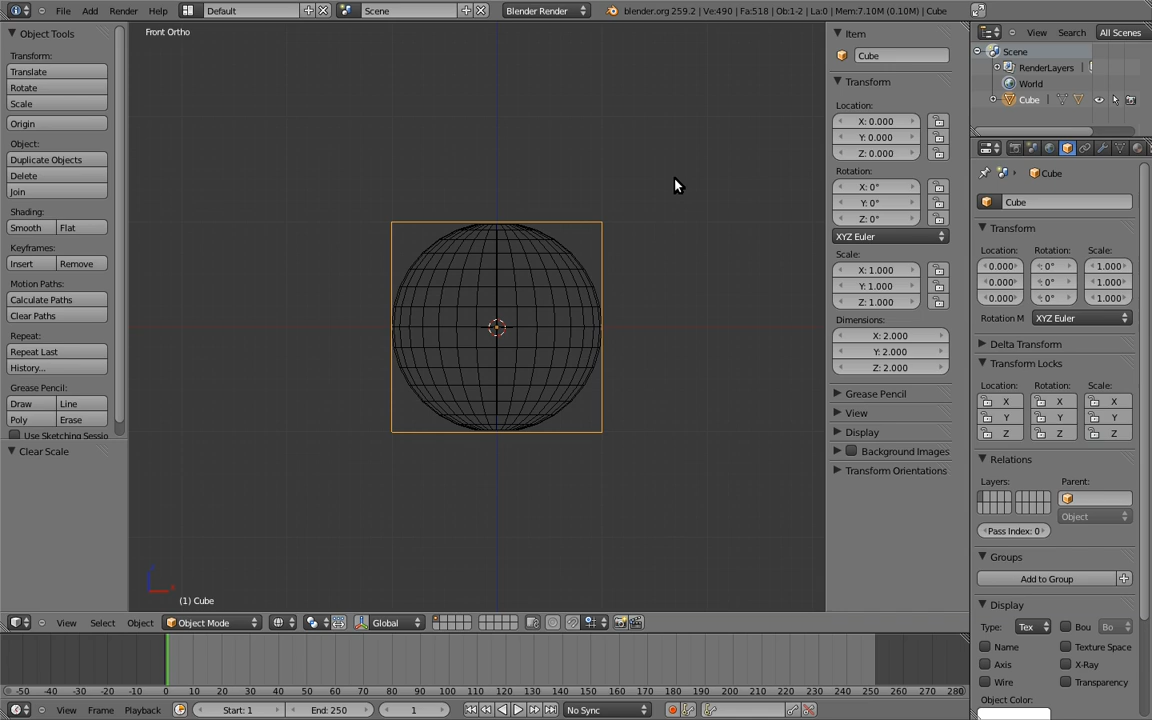 File Add Render Help Default Scene Blender Render blender.org 259.2 | Ve:490 | Fa:518 | Ob:1-2 | La:0 | Mem:7.10M (0.10M) | Cube
Object Tools
Transform:
Translate
Rotate
Scale
Origin
Object:
Duplicate Objects
Delete
Join
Shading:
Smooth Flat
Keyframes:
Insert Remove
Motion Paths:
Calculate Paths
Clear Paths
Repeat:
Repeat Last
History...
Grease Pencil:
Draw Line
Poly Erase
Use Sketching Sessio
Clear Scale
Front Ortho
(1) Cube
Item
Cube
Transform
Location:
X: 0.000
Y: 0.000
Z: 0.000
Rotation:
X: 0°
Y: 0°
Z: 0°
XYZ Euler
Scale:
X: 1.000
Y: 1.000
Z: 1.000
Dimensions:
X: 2.000
Y: 2.000
Z: 2.000
Grease Pencil
View
Display
Background Images
Transform Orientations
View Search All Scenes
Scene
RenderLayers
World
Cube
Cube
Cube
Transform
Location: Rotation: Scale:
0.000 : 0° 1.000
0.000 : 0° 1.000
0.000 : 0° 1.000
Rotation M XYZ Euler
Delta Transform
Transform Locks
Location: Rotation: Scale:
X X X
Y Y Y
Z Z Z
Relations
Layers: Parent:
Object
Pass Index: 0
Groups
Add to Group
Display
Type: Tex Bou Bo
Name Texture Space
Axis X-Ray
Wire Transparency
Object Color:
View Select Object Object Mode Global
-50 -40 -30 -20 -10 0 10 20 30 40 50 60 70 80 90 100 110 120 130 140 150 160 170 180 190 200 210 220 230 240 250 260 270 280
View Frame Playback Start: 1 End: 250 1 No Sync